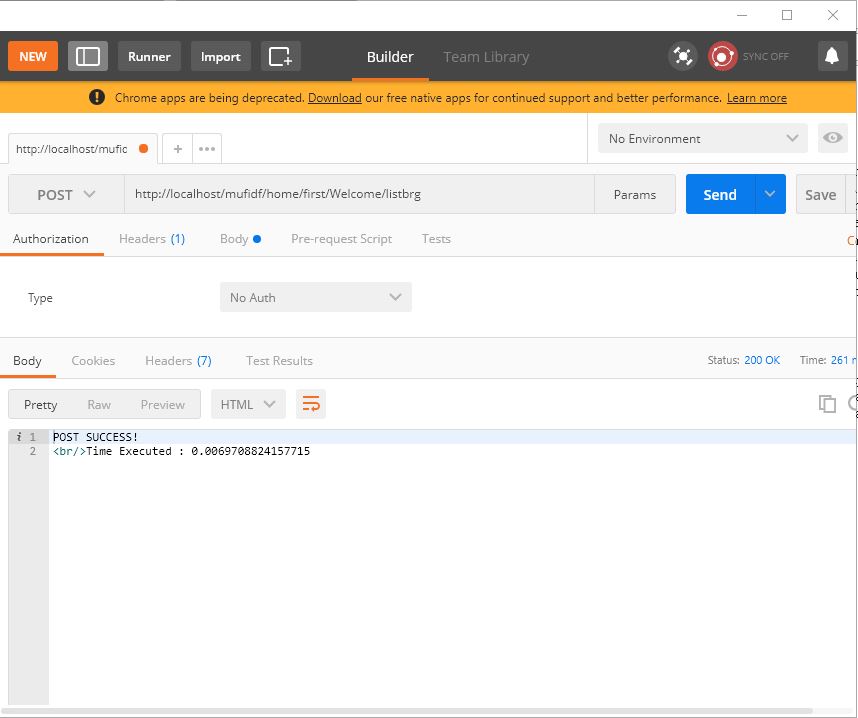 NEW Runner Import Builder Team Library SYNC OFF
Chrome apps are being deprecated. Download our free native apps for continued support and better performance. Learn more
http://localhost/mufic + ••• No Environment
POST http://localhost/mufidf/home/first/Welcome/listbrg Params Send Save
Authorization Headers (1) Body Pre-request Script Tests
Type No Auth
Body Cookies Headers (7) Test Results Status: 200 OK Time: 261
Pretty Raw Preview HTML
i 1 POST SUCCESS!
2 <br/>Time Executed : 0.0069708824157715